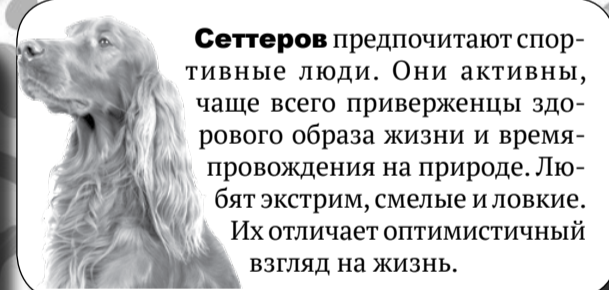 Сеттеров предпочитают спор-
тивные люди. Они активны,
чаще всего приверженцы здо-
рового образа жизни и время-
провождения на природе. Лю-
бят экстрим, смелые и ловкие.
Их отличает оптимистичный
взгляд на жизнь.